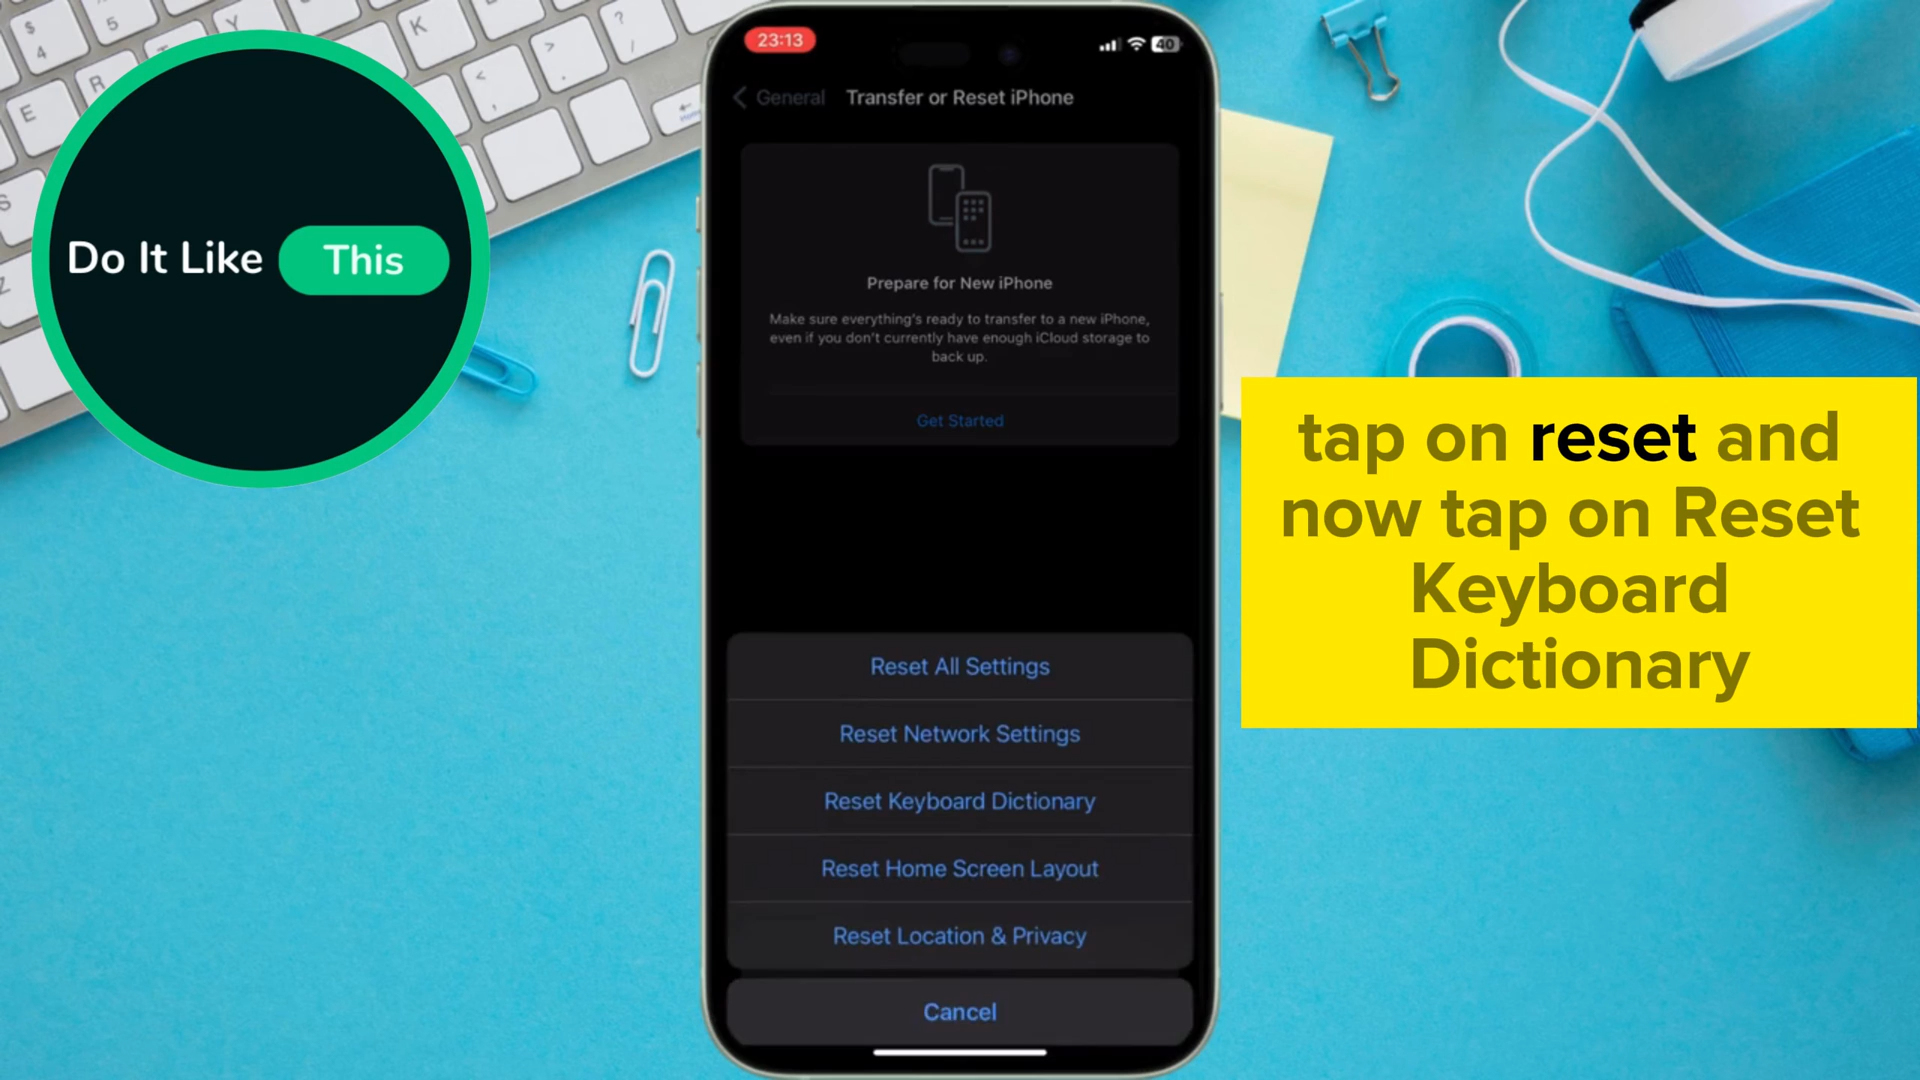 Do It Like This
23:13
40
General
Transfer or Reset iPhone
Prepare for New iPhone
Make sure everything's ready to transfer to a new iPhone,
even if you don't currently have enough iCloud storage to
back up.
Get Started
Reset All Settings
Reset Network Settings
Reset Keyboard Dictionary
Reset Home Screen Layout
Reset Location & Privacy
Cancel
tap on reset and
now tap on Reset
Keyboard
Dictionary